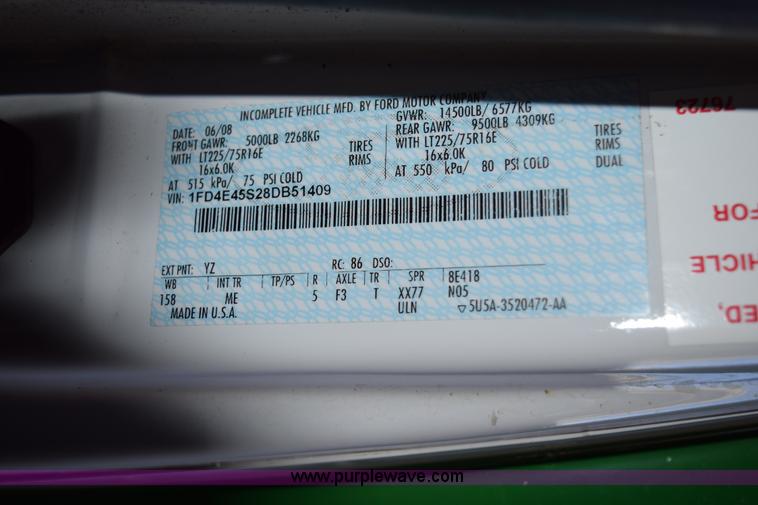 INCOMPLETE VEHICLE MFD. BY FORD MOTOR COMPANY
DATE: 06/08 GVWR: 14500LB/ 6577KG
FRONT GAWR: 5000LB 2268KG REAR GAWR: 9500LB 4309KG
WITH LT225/75R16E TIRES WITH LT225/75R16E TIRES
16x6.0K RIMS 16x6.0K RIMS
AT 515 kPa/ 75 PSI COLD AT 550 kPa/ 80 PSI COLD DUAL
VIN: 1FD4E45S28DB51409
EXT PNT: YZ RC: 86 DSO:
WB INT TR TP/PS R AXLE TR SPR 8E418
158 ME 5 F3 T XX77 N05
MADE IN U.S.A. ULN ▽5U5A-3520472-AA
76723
FOR
HICLE
ED,
www.purplewave.com